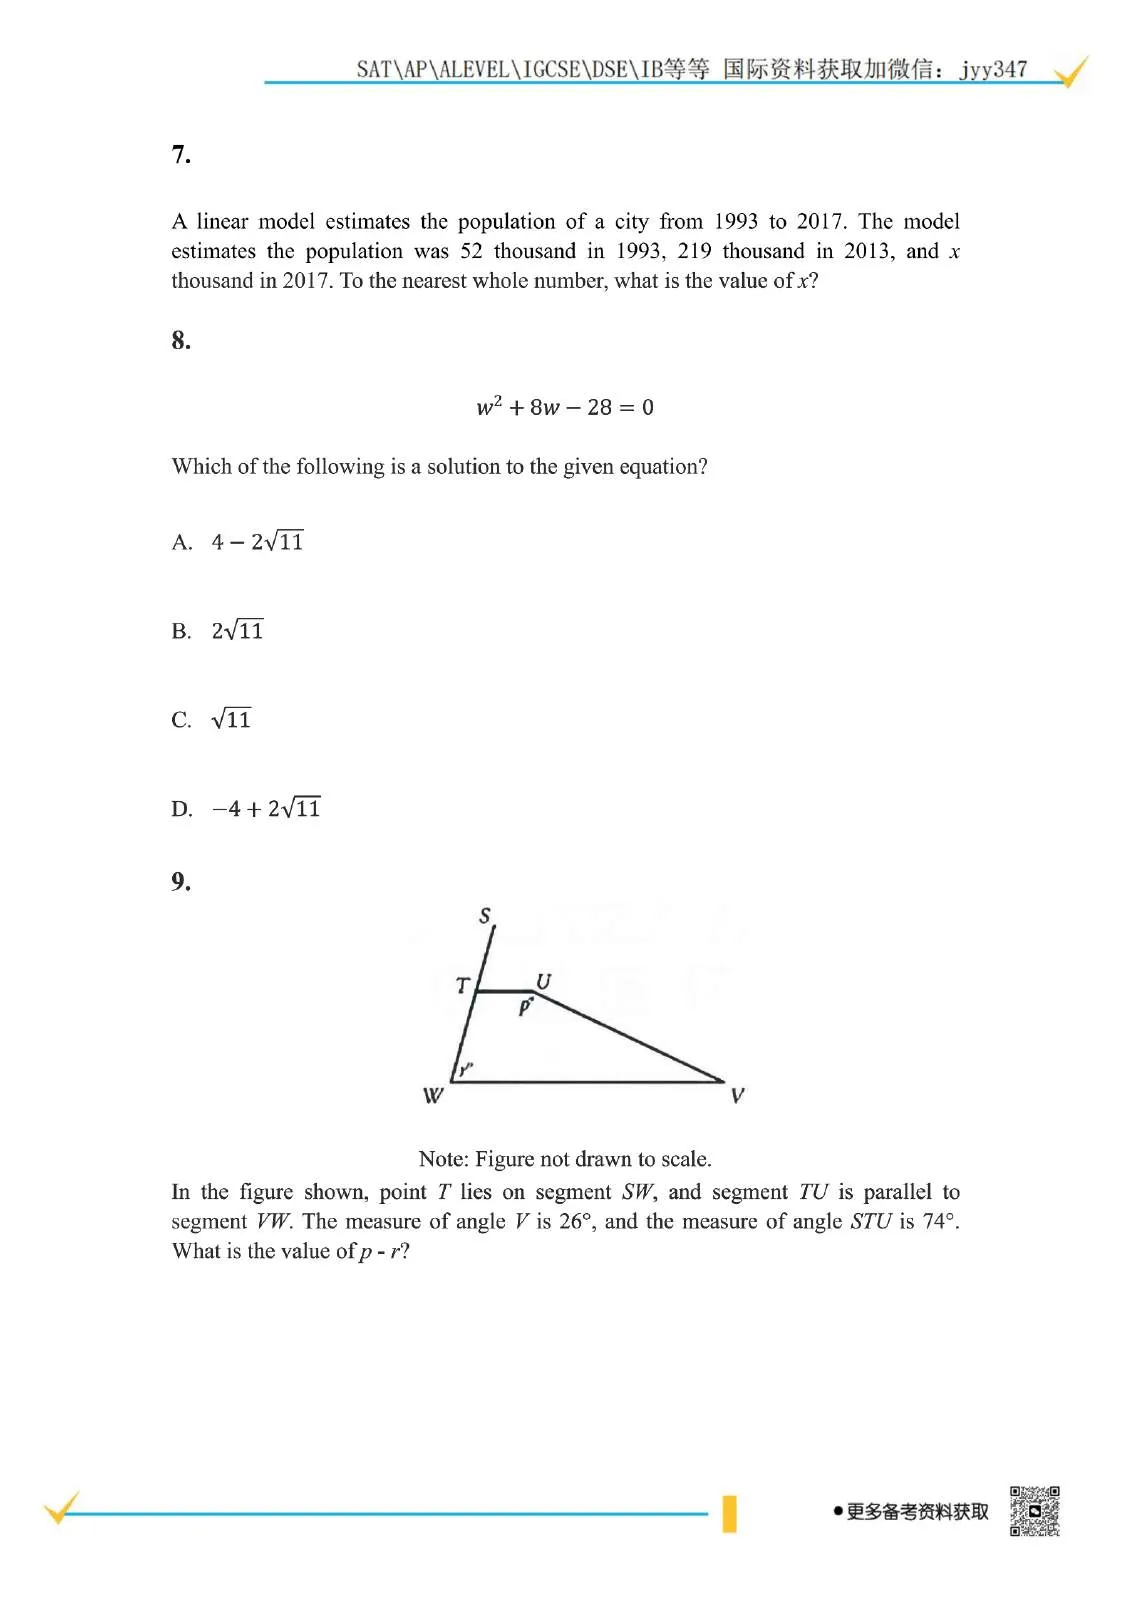 SAT\AP\ALEVEL\IGCSE\DSE\IB等等 国际资料获取加微信：jyy347
7.
A linear model estimates the population of a city from 1993 to 2017. The model
estimates the population was 52 thousand in 1993, 219 thousand in 2013, and x
thousand in 2017. To the nearest whole number, what is the value of x?
8.
w² + 8w − 28 = 0
Which of the following is a solution to the given equation?
A. 4 − 2√11
B. 2√11
C. √11
D. −4 + 2√11
9.
S
T U
p°
r°
W V
Note: Figure not drawn to scale.
In the figure shown, point T lies on segment SW, and segment TU is parallel to
segment VW. The measure of angle V is 26°, and the measure of angle STU is 74°.
What is the value of p - r?
●更多备考资料获取